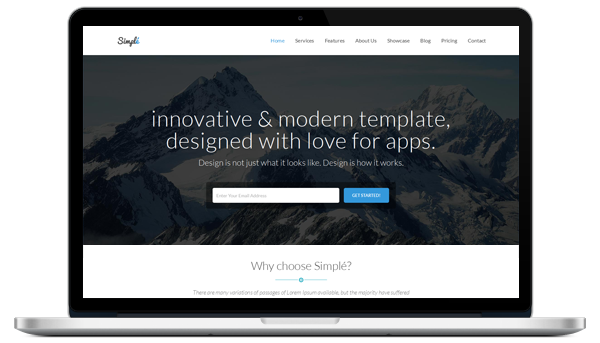 Simplé
Home Services Features About Us Showcase Blog Pricing Contact
innovative & modern template,
designed with love for apps.
Design is not just what it looks like. Design is how it works.
Enter Your Email Address
GET STARTED!
Why choose Simplé?
There are many variations of passages of Lorem Ipsum available, but the majority have suffered